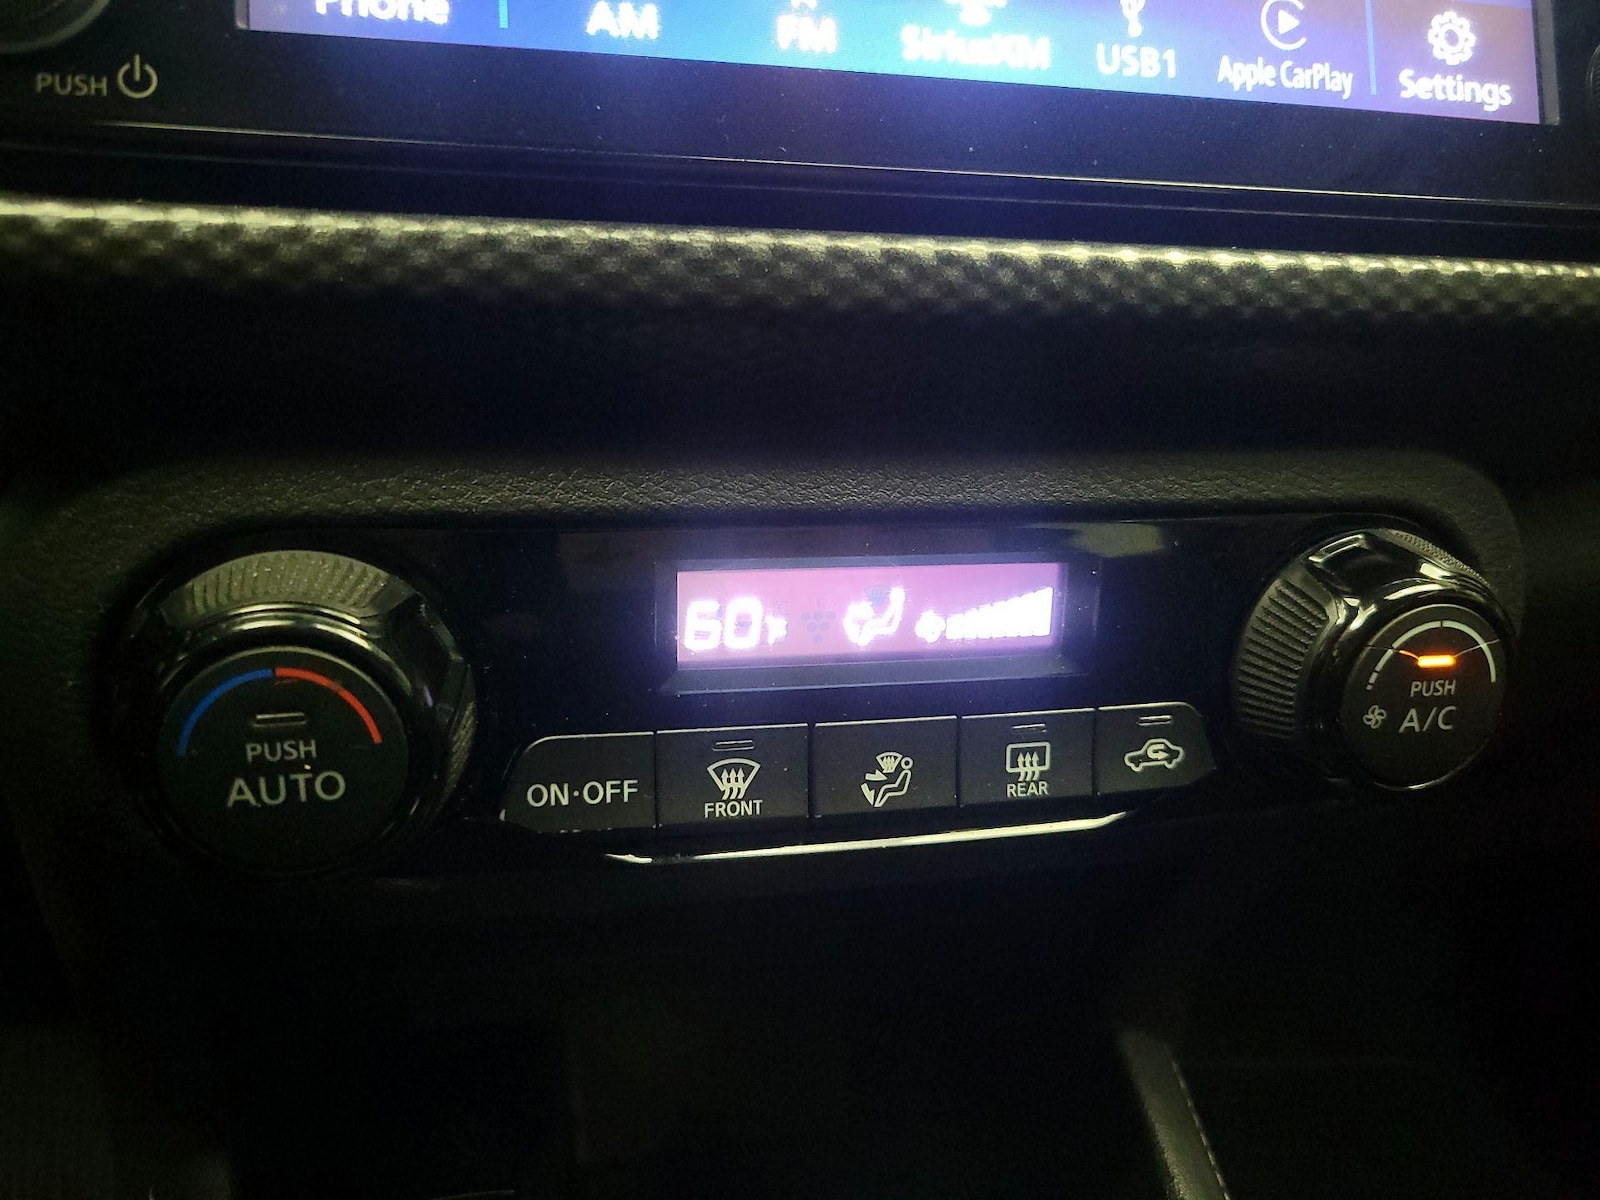 Phone
AM
FM
SiriusXM
USB1
Apple CarPlay
Settings
PUSH
60
PUSH
AUTO
ON·OFF
FRONT
REAR
PUSH
A/C